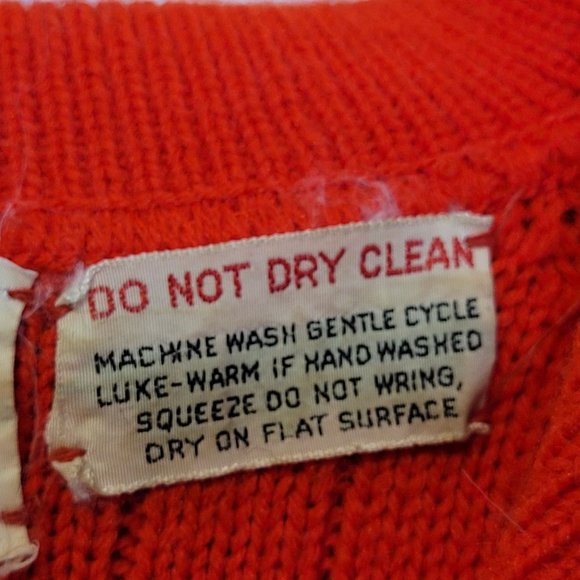 DO NOT DRY CLEAN
MACHINE WASH GENTLE CYCLE
LUKE-WARM IF HAND WASHED
SQUEEZE DO NOT WRING,
DRY ON FLAT SURFACE